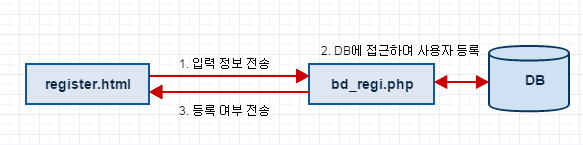 2. DB에 접근하여 사용자 등록
1. 입력 정보 전송
register.html
bd_regi.php
DB
3. 등록 여부 전송